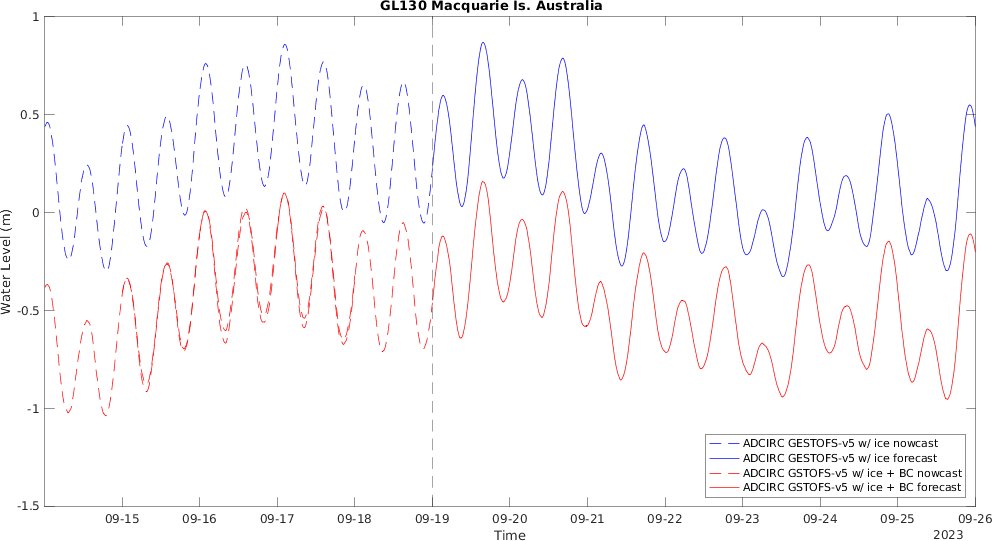 GL130 Macquarie Is. Australia
1
0.5
0
-0.5
-1
-1.5
Water Level (m)
ADCIRC GESTOFS-v5 w/ ice nowcast
ADCIRC GESTOFS-v5 w/ ice forecast
ADCIRC GSTOFS-v5 w/ ice + BC nowcast
ADCIRC GSTOFS-v5 w/ ice + BC forecast
09-15 09-16 09-17 09-18 09-19 09-20 09-21 09-22 09-23 09-24 09-25 09-26
Time
2023